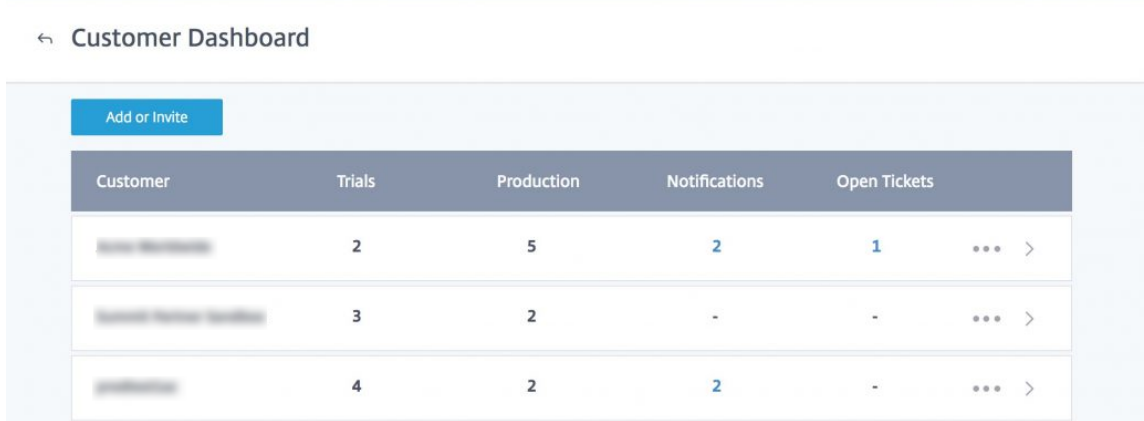 Customer Dashboard
Add or Invite
Customer Trials Production Notifications Open Tickets
2 5 2 1
3 2 - -
4 2 2 -